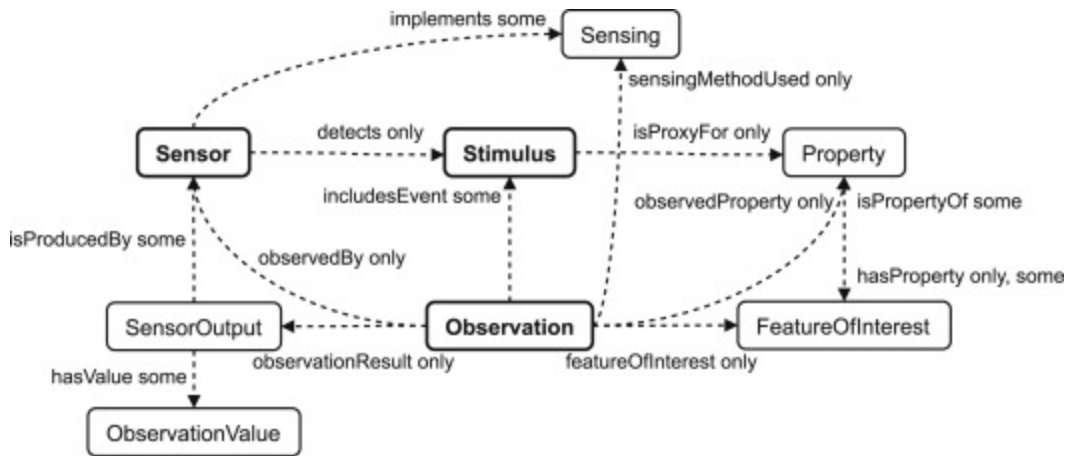 implements some
Sensing
sensingMethodUsed only
detects only
isProxyFor only
Sensor
Stimulus
Property
includesEvent some
observedProperty only
isPropertyOf some
isProducedBy some
observedBy only
hasProperty only, some
SensorOutput
Observation
FeatureOfInterest
observationResult only
featureOfInterest only
hasValue some
ObservationValue